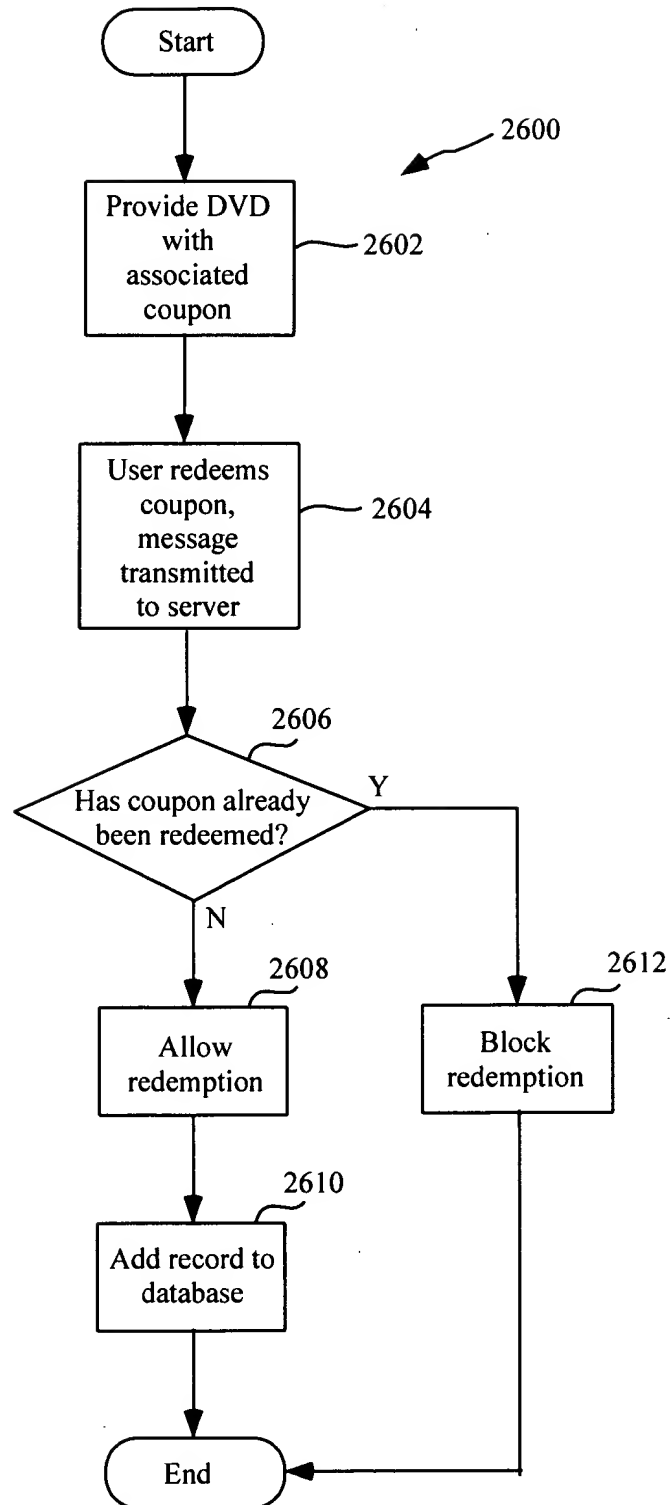 Start
2600
Provide DVD
with
associated
coupon
2602
User redeems
coupon,
message
transmitted
to server
2604
2606
Has coupon already
been redeemed?
Y
N
2608
Allow
redemption
2612
Block
redemption
2610
Add record to
database
End